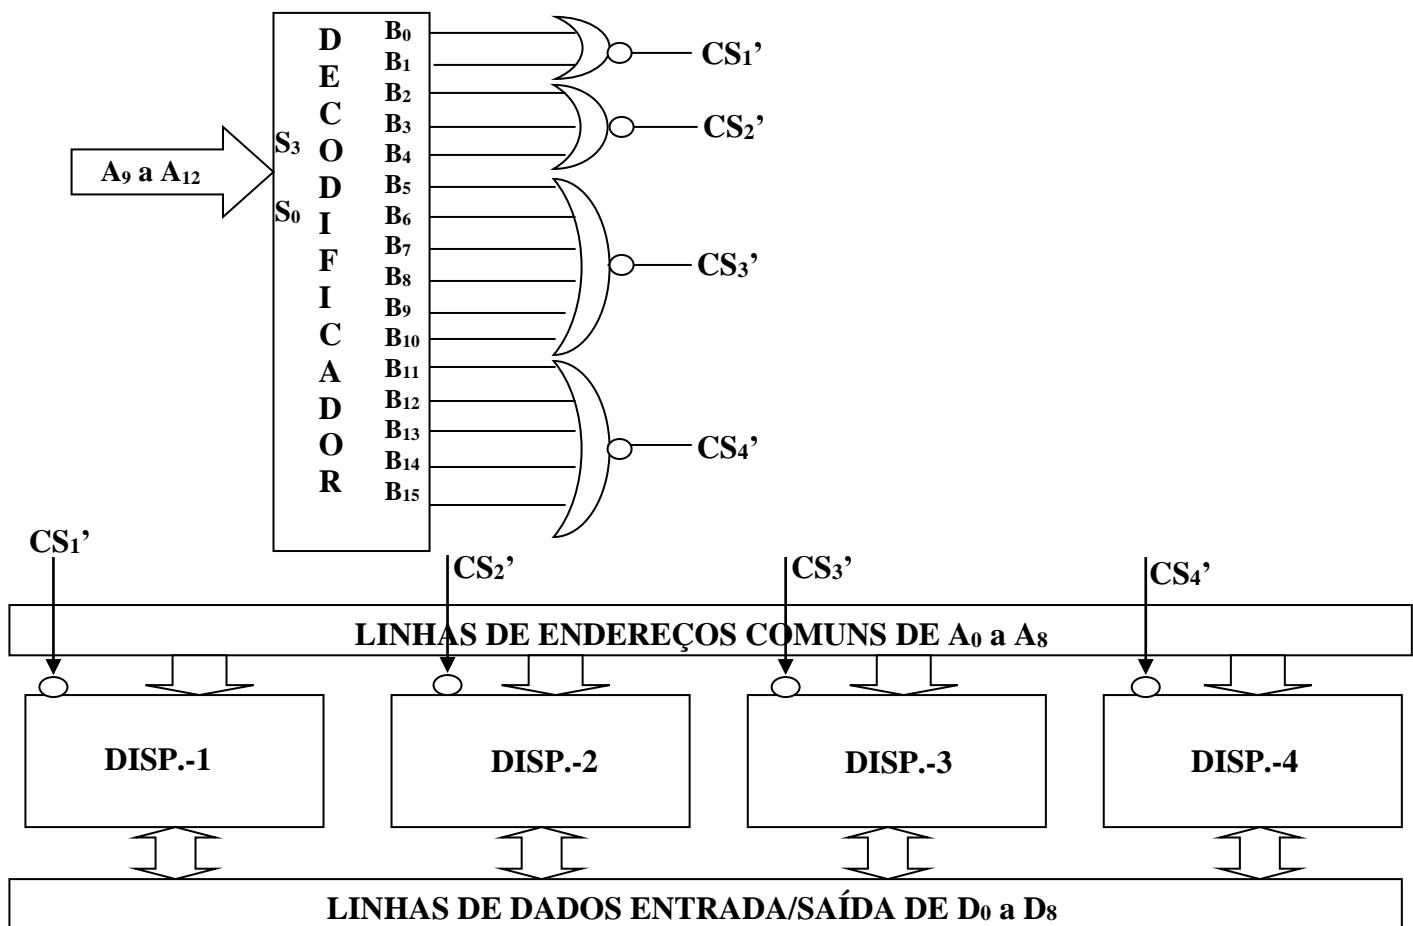 DECODIFICADOR
A₉ a A₁₂
S₃
S₀
B₀
B₁
B₂
B₃
B₄
B₅
B₆
B₇
B₈
B₉
B₁₀
B₁₁
B₁₂
B₁₃
B₁₄
B₁₅
CS₁’
CS₂’
CS₃’
CS₄’
CS₁’
CS₂’
CS₃’
CS₄’
LINHAS DE ENDEREÇOS COMUNS DE A₀ a A₈
DISP.-1
DISP.-2
DISP.-3
DISP.-4
LINHAS DE DADOS ENTRADA/SAÍDA DE D₀ a D₈